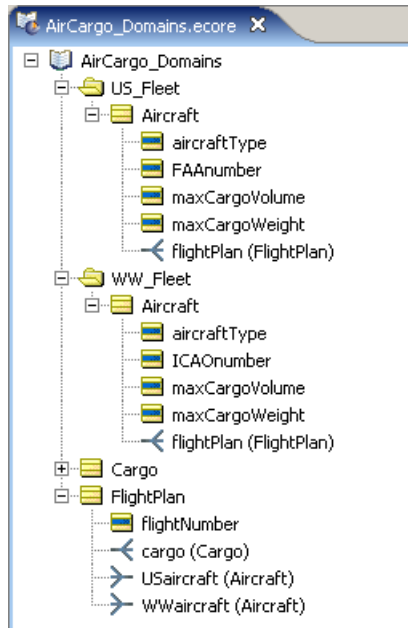 AirCargo_Domains.ecore
AirCargo_Domains
US_Fleet
Aircraft
aircraftType
FAAnumber
maxCargoVolume
maxCargoWeight
flightPlan (FlightPlan)
WW_Fleet
Aircraft
aircraftType
ICAOnumber
maxCargoVolume
maxCargoWeight
flightPlan (FlightPlan)
Cargo
FlightPlan
flightNumber
cargo (Cargo)
USaircraft (Aircraft)
WWaircraft (Aircraft)